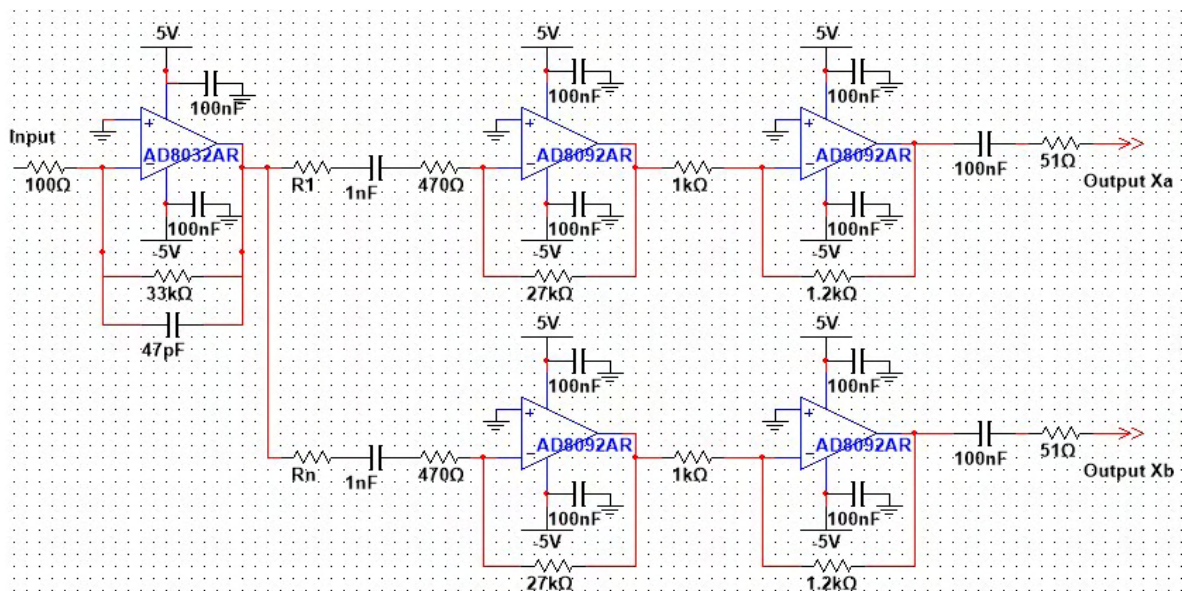 5V
5V
5V
100nF
100nF
100nF
Input
AD8032AR
AD8092AR
AD8092AR
100Ω
R1
1nF
470Ω
1kΩ
100nF
51Ω
Output Xa
100nF
100nF
100nF
-5V
-5V
-5V
33kΩ
27kΩ
1.2kΩ
47pF
5V
5V
100nF
100nF
AD8092AR
AD8092AR
Rn
1nF
470Ω
1kΩ
100nF
51Ω
Output Xb
100nF
100nF
-5V
-5V
27kΩ
1.2kΩ